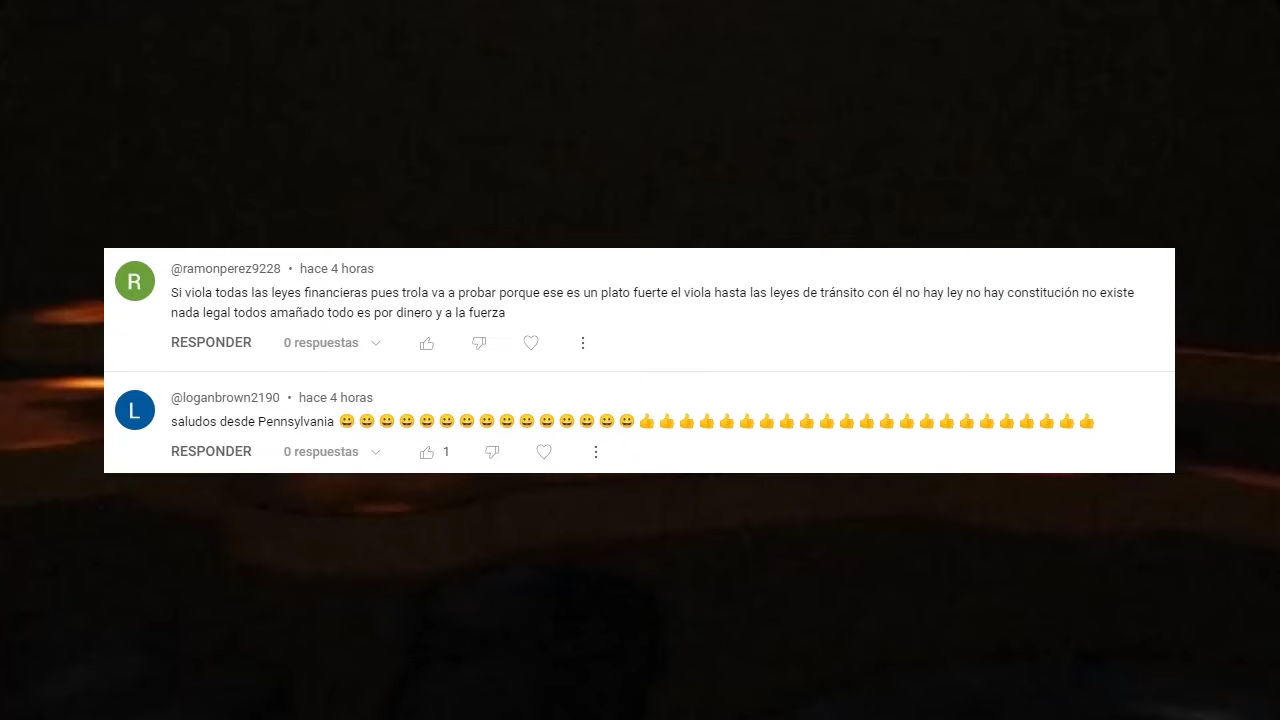 R
@ramonperez9228 • hace 4 horas
Si viola todas las leyes financieras pues trola va a probar porque ese es un plato fuerte el viola hasta las leyes de tránsito con él no hay ley no hay constitución no existe
nada legal todos amañado todo es por dinero y a la fuerza
RESPONDER 0 respuestas
L
@loganbrown2190 • hace 4 horas
saludos desde Pennsylvania 😀😀😀😀😀😀😀😀😀😀😀😀😀😀😀👍👍👍👍👍👍👍👍👍👍👍👍👍👍👍👍👍👍👍👍👍👍👍
RESPONDER 0 respuestas 1